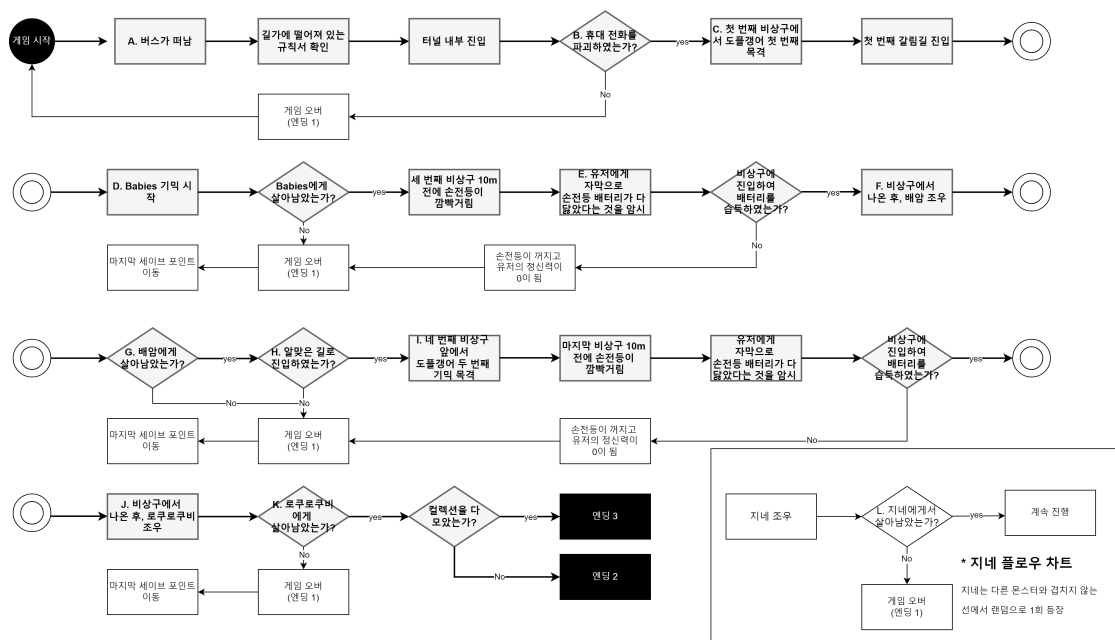 게임 시작
A. 버스가 떠남
길가에 떨어져 있는
규칙서 확인
터널 내부 진입
B. 휴대 전화를
파괴하였는가?
yes
C. 첫 번째 비상구에
서 도플갱어 첫 번째
목격
첫 번째 갈림길 진입
No
게임 오버
(엔딩 1)
D. Babies 기믹 시
작
Babies에게
살아남았는가?
yes
세 번째 비상구 10m
전에 손전등이
깜빡거림
E. 유저에게
자막으로
손전등 배터리가 다
닳았다는 것을 암시
비상구에
진입하여
배터리를
습득하였는가?
yes
F. 비상구에서
나온 후, 배암 조우
No
No
마지막 세이브 포인트
이동
게임 오버
(엔딩 1)
손전등이 꺼지고
유저의 정신력이
0이 됨
G. 배암에게
살아남았는가?
yes
H. 알맞은 길로
진입하였는가?
yes
I. 네 번째 비상구
앞에서
도플갱어 두 번째
기믹 목격
마지막 비상구 10m
전에 손전등이
깜빡거림
유저에게
자막으로
손전등 배터리가 다
닳았다는 것을 암시
비상구에
진입하여
배터리를
습득하였는가?
yes
No
No
No
마지막 세이브 포인트
이동
게임 오버
(엔딩 1)
손전등이 꺼지고
유저의 정신력이
0이 됨
J. 비상구에서
나온 후, 로쿠로쿠비
조우
K. 로쿠로쿠비
에게
살아남았는가?
yes
컬렉션을 다
모았는가?
yes
엔딩 3
No
엔딩 2
No
마지막 세이브 포인트
이동
게임 오버
(엔딩 1)
지네 조우
L. 지네에게서
살아남았는가?
yes
계속 진행
No
게임 오버
(엔딩 1)
* 지네 플로우 차트
지네는 다른 몬스터와 겹치지 않는
선에서 랜덤으로 1회 등장